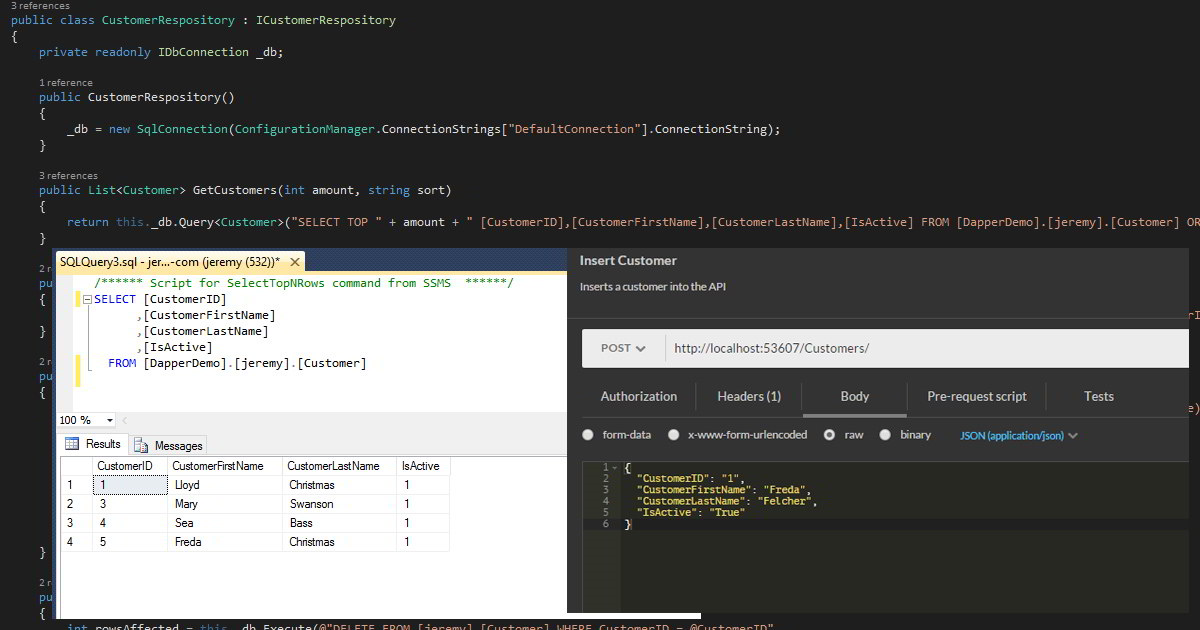 3 references
public class CustomerRespository : ICustomerRespository
{
private readonly IDbConnection _db;
1 reference
public CustomerRespository()
{
_db = new SqlConnection(ConfigurationManager.ConnectionStrings["DefaultConnection"].ConnectionString);
}
3 references
public List<Customer> GetCustomers(int amount, string sort)
{
return this._db.Query<Customer>("SELECT TOP " + amount + " [CustomerID],[CustomerFirstName],[CustomerLastName],[IsActive] FROM [DapperDemo].[jeremy].[Customer] OR
}
2 r
pu
{
}
2 r
pu
{
}
2 r
pu
{
SQLQuery3.sql - jer...-com (jeremy (532))*
/****** Script for SelectTopNRows command from SSMS ******/
SELECT [CustomerID]
,[CustomerFirstName]
,[CustomerLastName]
,[IsActive]
FROM [DapperDemo].[jeremy].[Customer]
100 %
Results Messages
CustomerID CustomerFirstName CustomerLastName IsActive
1 1 Lloyd Christmas 1
2 3 Mary Swanson 1
3 4 Sea Bass 1
4 5 Freda Christmas 1
Insert Customer
Inserts a customer into the API
POST http://localhost:53607/Customers/
Authorization Headers (1) Body Pre-request script Tests
form-data x-www-form-urlencoded raw binary JSON (application/json)
1 {
2 "CustomerID": "1",
3 "CustomerFirstName": "Freda",
4 "CustomerLastName": "Felcher",
5 "IsActive": "True"
6 }
rI
e)
int rowsAffected = this._db.Execute(@"DELETE FROM [jeremy].[Customer] WHERE CustomerID = @CustomerID"